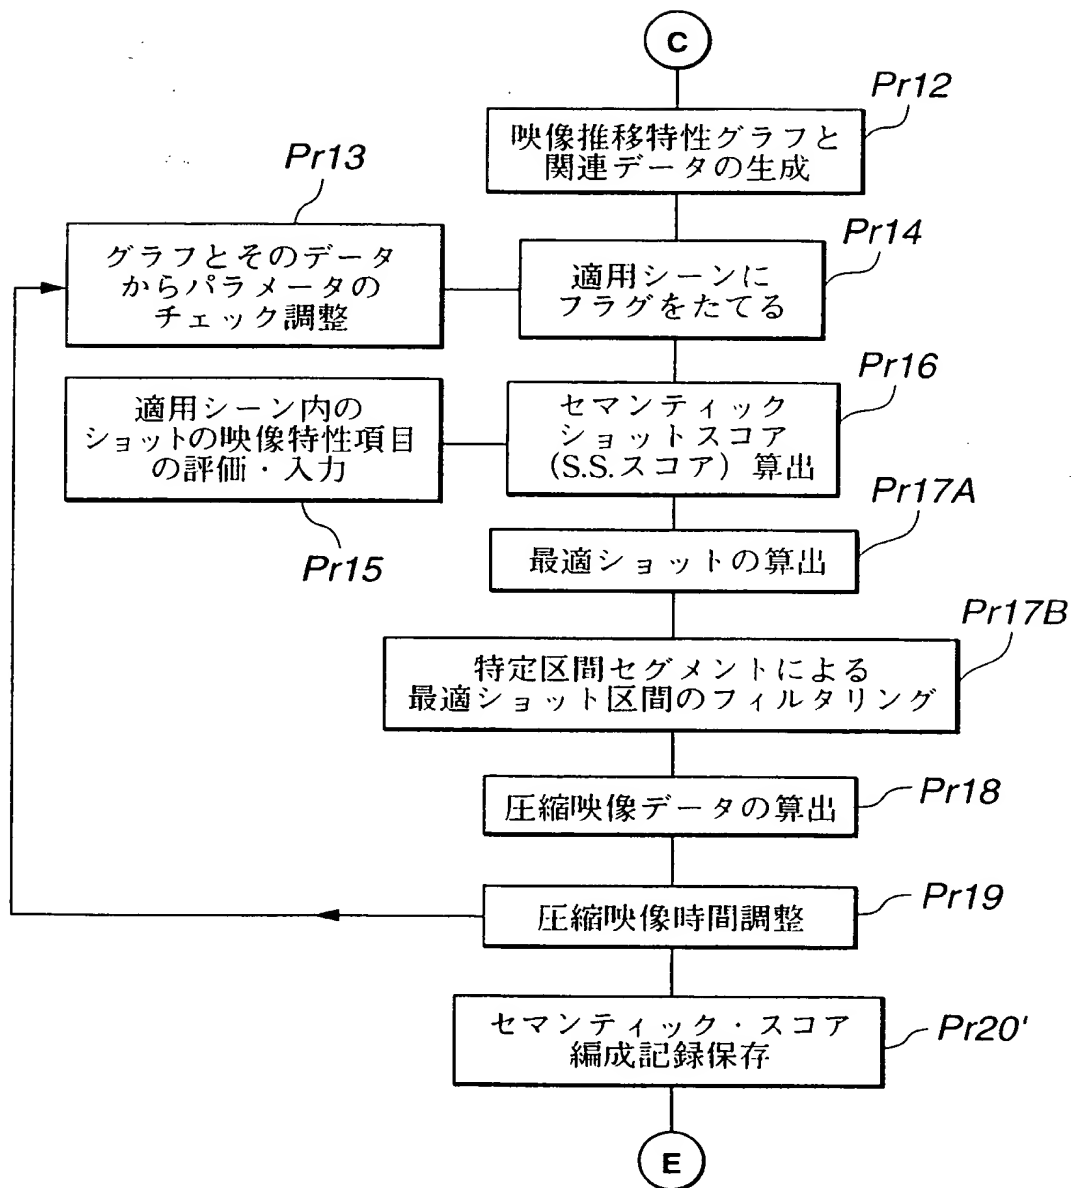 C
Pr12
映像推移特性グラフと
関連データの生成
Pr13
グラフとそのデータ
からパラメータの
チェック調整
Pr14
適用シーンに
フラグをたてる
Pr16
セマンティック
ショットスコア
(S.S.スコア) 算出
適用シーン内の
ショットの映像特性項目
の評価・入力
Pr15
Pr17A
最適ショットの算出
Pr17B
特定区間セグメントによる
最適ショット区間のフィルタリング
圧縮映像データの算出
Pr18
圧縮映像時間調整
Pr19
セマンティック・スコア
編成記録保存
Pr20'
E